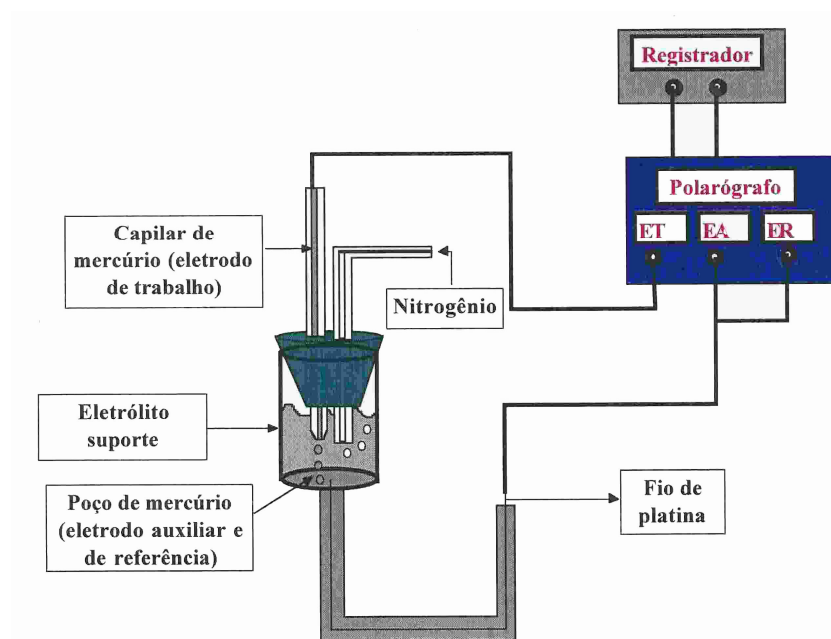 Registrador
Polarógrafo
ET EA ER
Capilar de
mercúrio (eletrodo
de trabalho)
Nitrogênio
Eletrólito
suporte
Poço de mercúrio
(eletrodo auxiliar e
de referência)
Fio de
platina